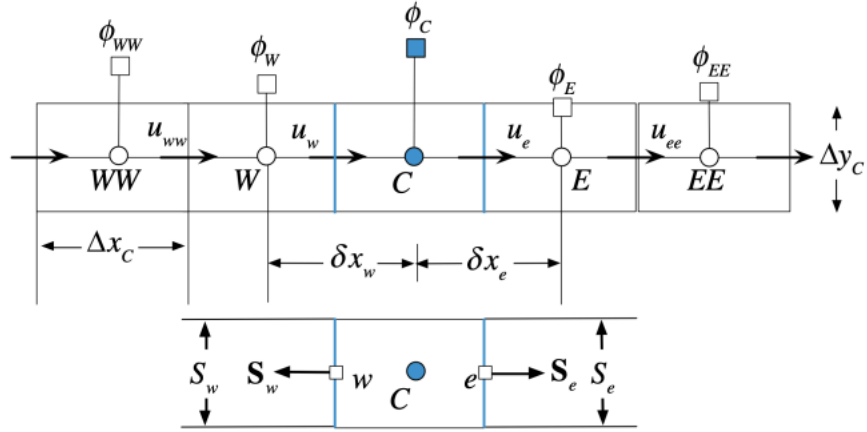 ϕ_WW ϕ_W ϕ_C ϕ_E ϕ_EE
u_ww u_w u_e u_ee
WW W C E EE Δy_C
Δx_C δx_w δx_e
S_w S_w w C e S_e S_e